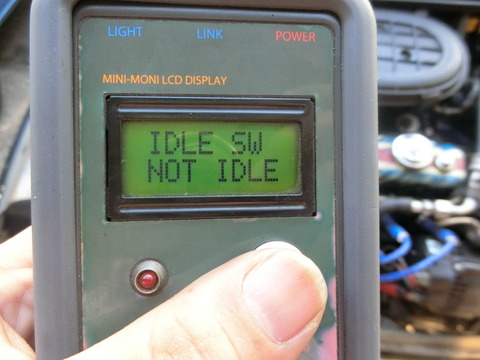 LIGHT LINK POWER
MINI-MONI LCD DISPLAY
IDLE SW
NOT IDLE